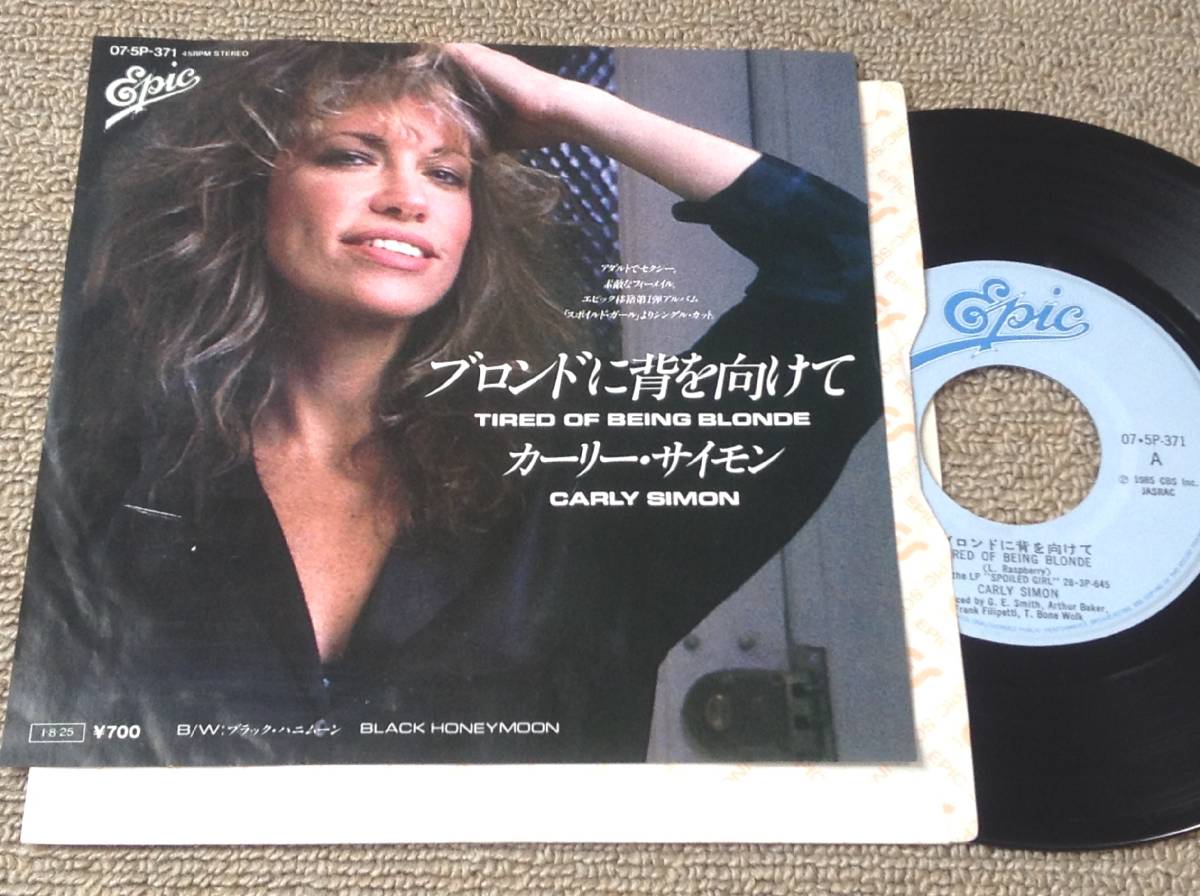 07·5P-371 45RPM STEREO
Epic
アダルトで・セクシー。
素敵なフィーメイル。
エピック移籍第1弾アルバム
「スポイルド・ガール」よりシングル・カット。
ブロンドに背を向けて
TIRED OF BEING BLONDE
カーリー・サイモン
CARLY SIMON
I·8·25 ¥700 B/W:ブラック・ハニムーン BLACK HONEYMOON
Epic
07·5P-371
A
Ⓟ 1985 CBS Inc.
JASRAC
ロンドに背を向けて
IRED OF BEING BLONDE
(L. Raspberry)
the LP "SPOILED GIRL" 28·3P-645
CARLY SIMON
ced by G. E. Smith, Arthur Baker,
Frank Filipetti, T. Bone Wolk